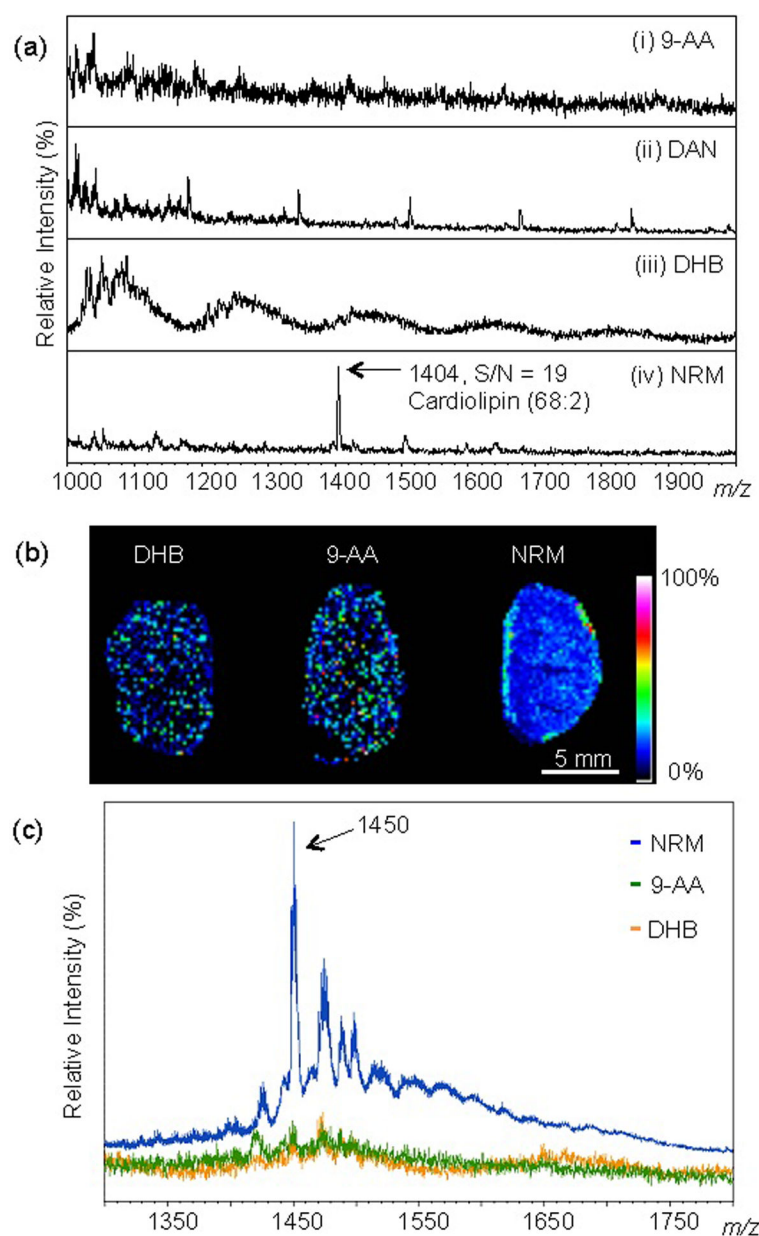 (a)
(i) 9-AA
(ii) DAN
(iii) DHB
(iv) NRM
1404, S/N = 19
Cardiolipin (68:2)
Relative Intensity (%)
1000 1100 1200 1300 1400 1500 1600 1700 1800 1900 m/z
(b)
DHB 9-AA NRM
100%
0%
5 mm
(c)
1450
NRM
9-AA
DHB
Relative Intensity (%)
1350 1450 1550 1650 1750 m/z